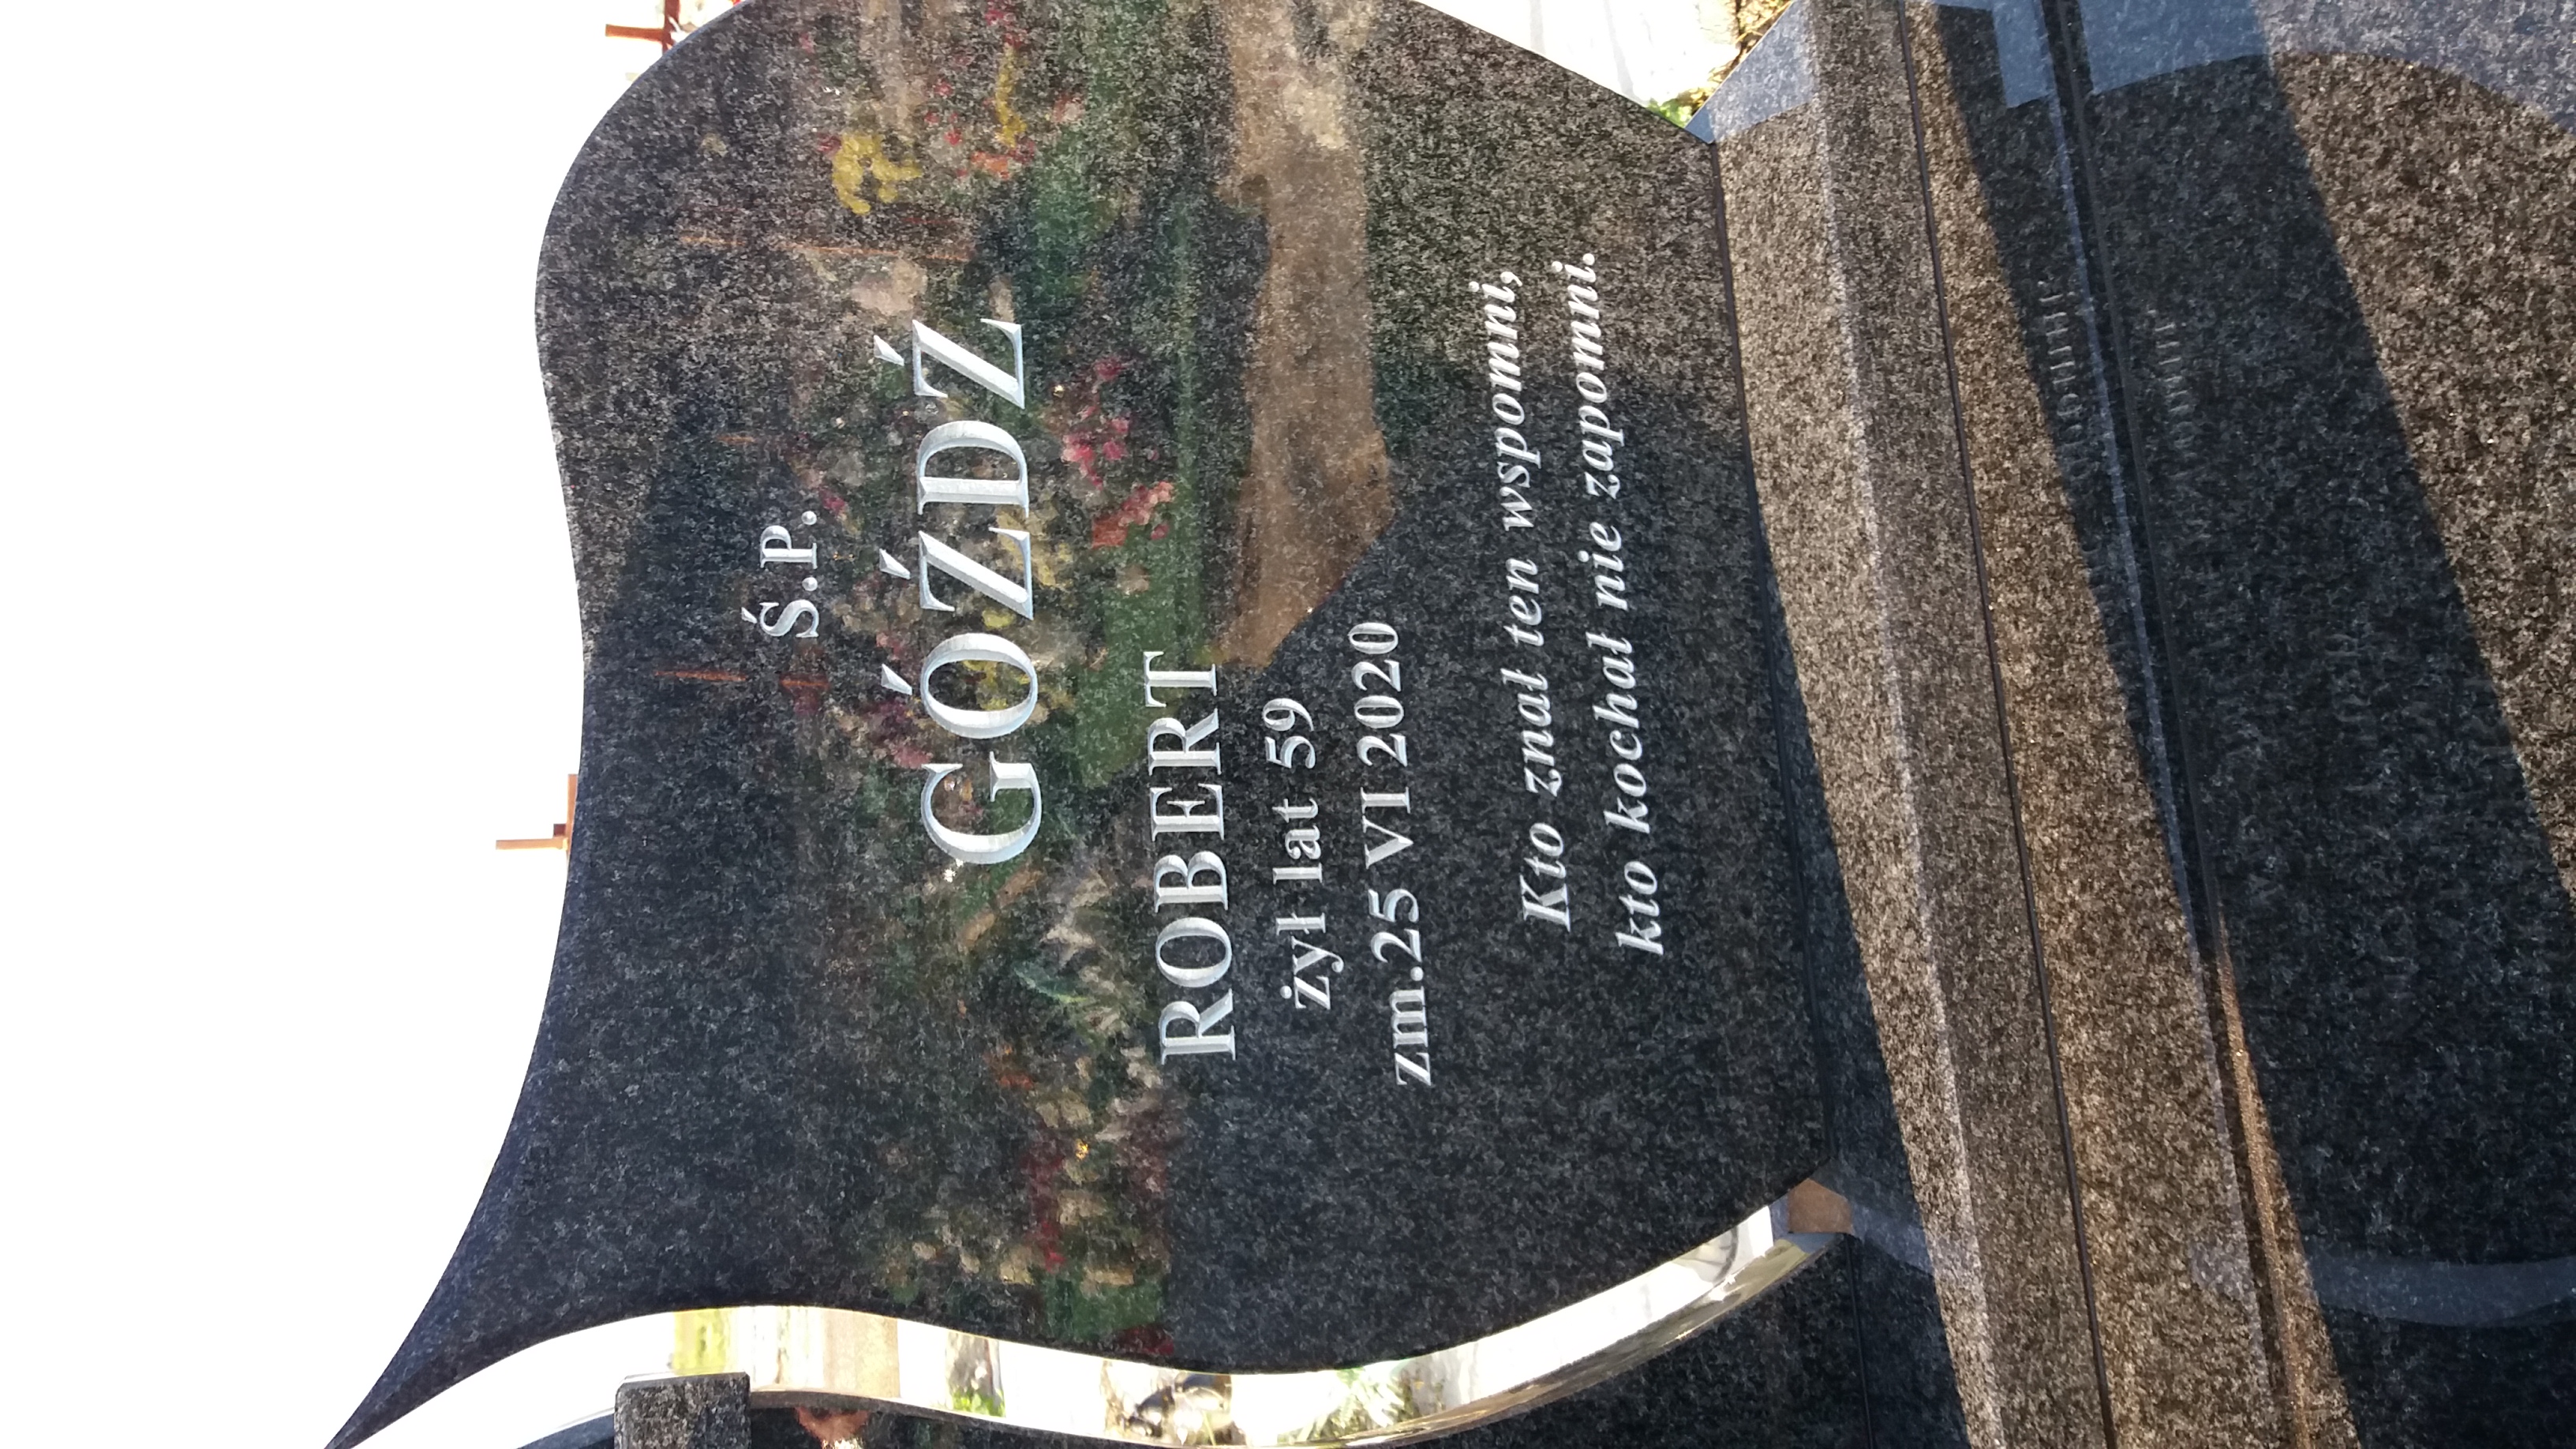 Ś.P.
GÓŹDŹ
ROBERT
żył lat 59
zm.25 VI 2020
Kto znał ten wspomni,
kto kochał nie zapomni.